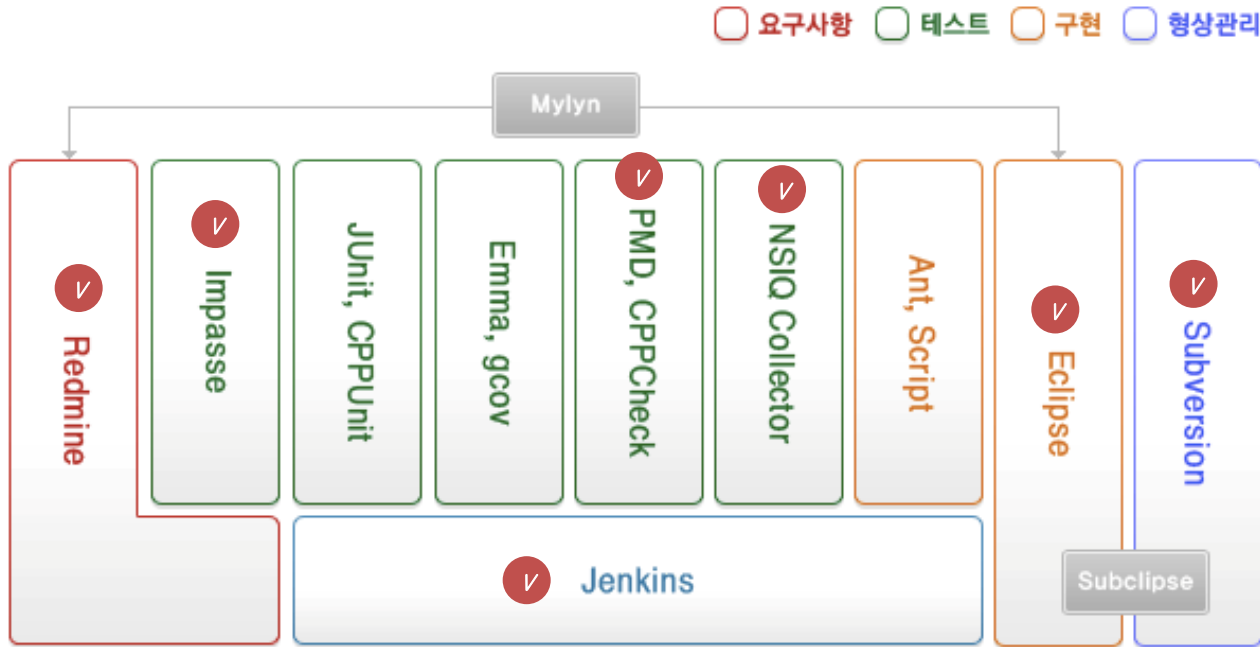 요구사항 테스트 구현 형상관리
Mylyn
V Redmine
V Impasse
JUnit, CPPUnit
Emma, gcov
V PMD, CPPCheck
V NSIQ Collector
Ant, Script
V Eclipse
V Subversion
V Jenkins
Subclipse